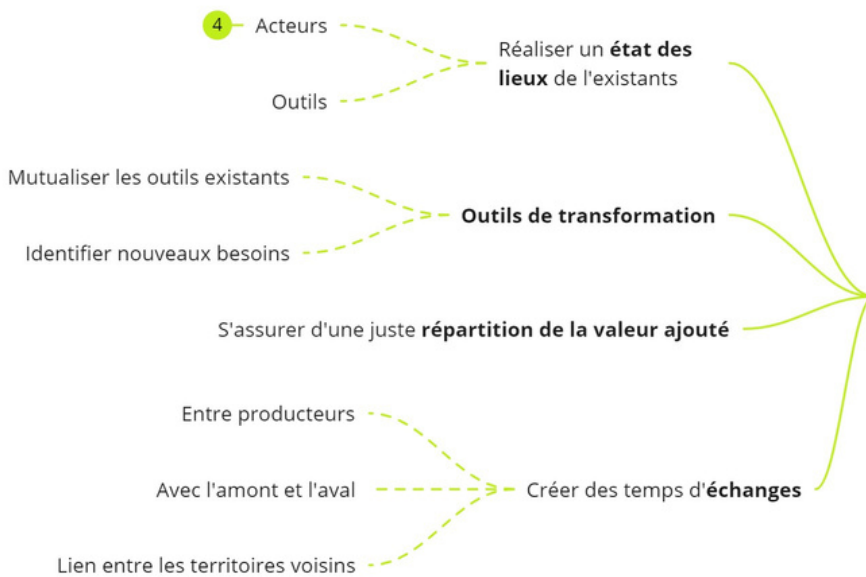 4
Acteurs
Outils
Réaliser un état des
lieux de l'existants
Mutualiser les outils existants
Identifier nouveaux besoins
Outils de transformation
S'assurer d'une juste répartition de la valeur ajouté
Entre producteurs
Avec l'amont et l'aval
Lien entre les territoires voisins
Créer des temps d'échanges